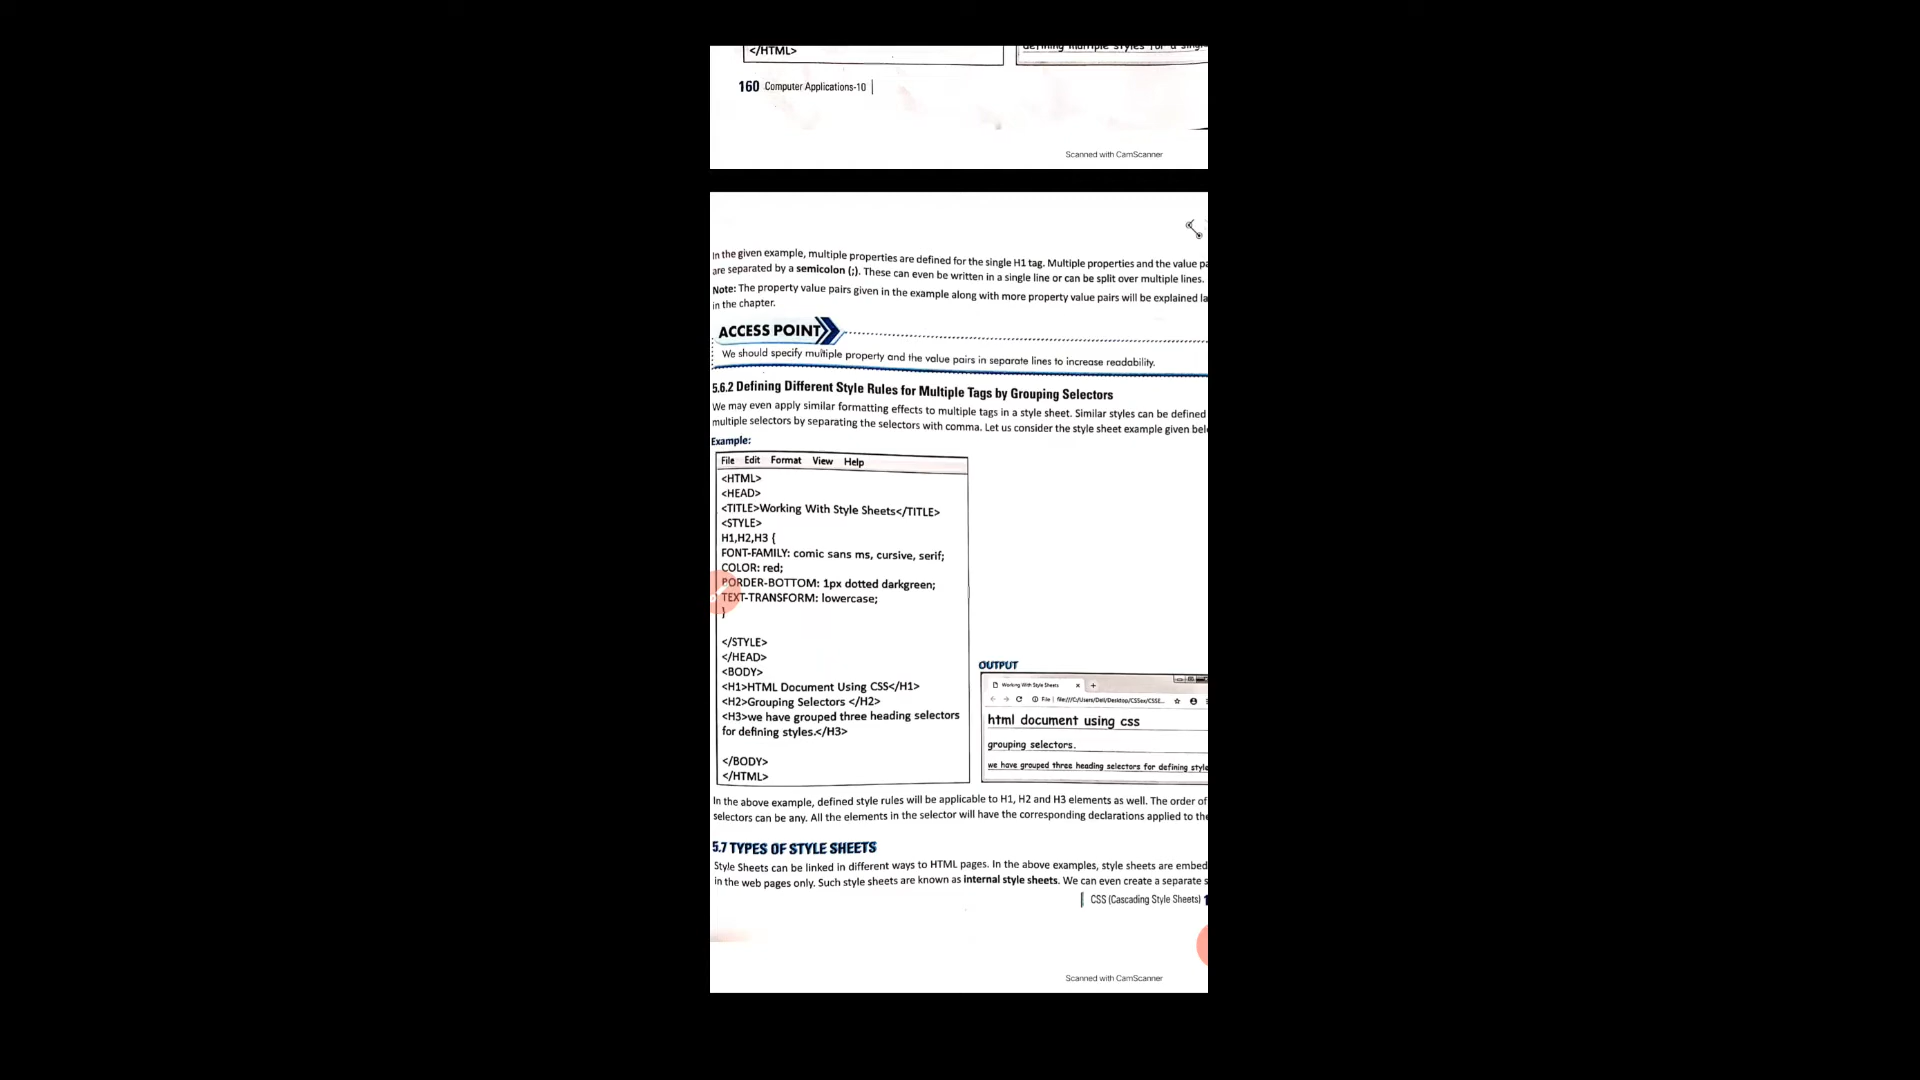 </HTML>
defining multiple styles for a
160 Computer Applications-10
Scanned with CamScanner
In the given example, multiple properties are defined for the single H1 tag. Multiple properties and the value
are separated by a semicolon (;). These can even be written in a single line or can be split over multiple lines.
Note: The property value pairs given in the example along with more property value pairs will be explained
in the chapter.
ACCESS POINT
We should specify multiple property and the value pairs in separate lines to increase readability.
5.6.2 Defining Different Style Rules for Multiple Tags by Grouping Selectors
We may even apply similar formatting effects to multiple tags in a style sheet. Similar styles can be defined
multiple selectors by separating the selectors with comma. Let us consider the style sheet example given
Example:
File Edit Format View Help
<HTML>
<HEAD>
<TITLE>Working With Style Sheets</TITLE>
<STYLE>
H1,H2,H3 {
FONT-FAMILY: comic sans ms, cursive, serif;
COLOR: red;
BORDER-BOTTOM: 1px dotted darkgreen;
TEXT-TRANSFORM: lowercase;
}
</STYLE>
</HEAD>
<BODY>
<H1>HTML Document Using CSS</H1>
<H2>Grouping Selectors </H2>
<H3>we have grouped three heading selectors
for defining styles.</H3>
</BODY>
</HTML>
OUTPUT
Working With Style Sheets
File | file:///C:/Users/Dell/Desktop/CSSex/CSSE...
html document using css
grouping selectors.
we have grouped three heading selectors for defining
In the above example, defined style rules will be applicable to H1, H2 and H3 elements as well. The order of
selectors can be any. All the elements in the selector will have the corresponding declarations applied to
5.7 TYPES OF STYLE SHEETS
Style Sheets can be linked in different ways to HTML pages. In the above examples, style sheets are
in the web pages only. Such style sheets are known as internal style sheets. We can even create a separate
CSS (Cascading Style Sheets)
Scanned with CamScanner